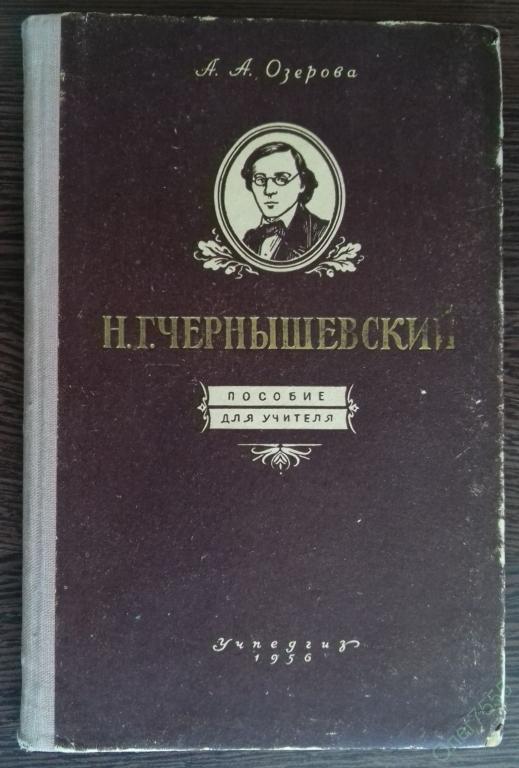 А. А. Озерова
Н.Г.ЧЕРНЫШЕВСКИЙ
ПОСОБИЕ
ДЛЯ УЧИТЕЛЯ
Учпедгиз
1956